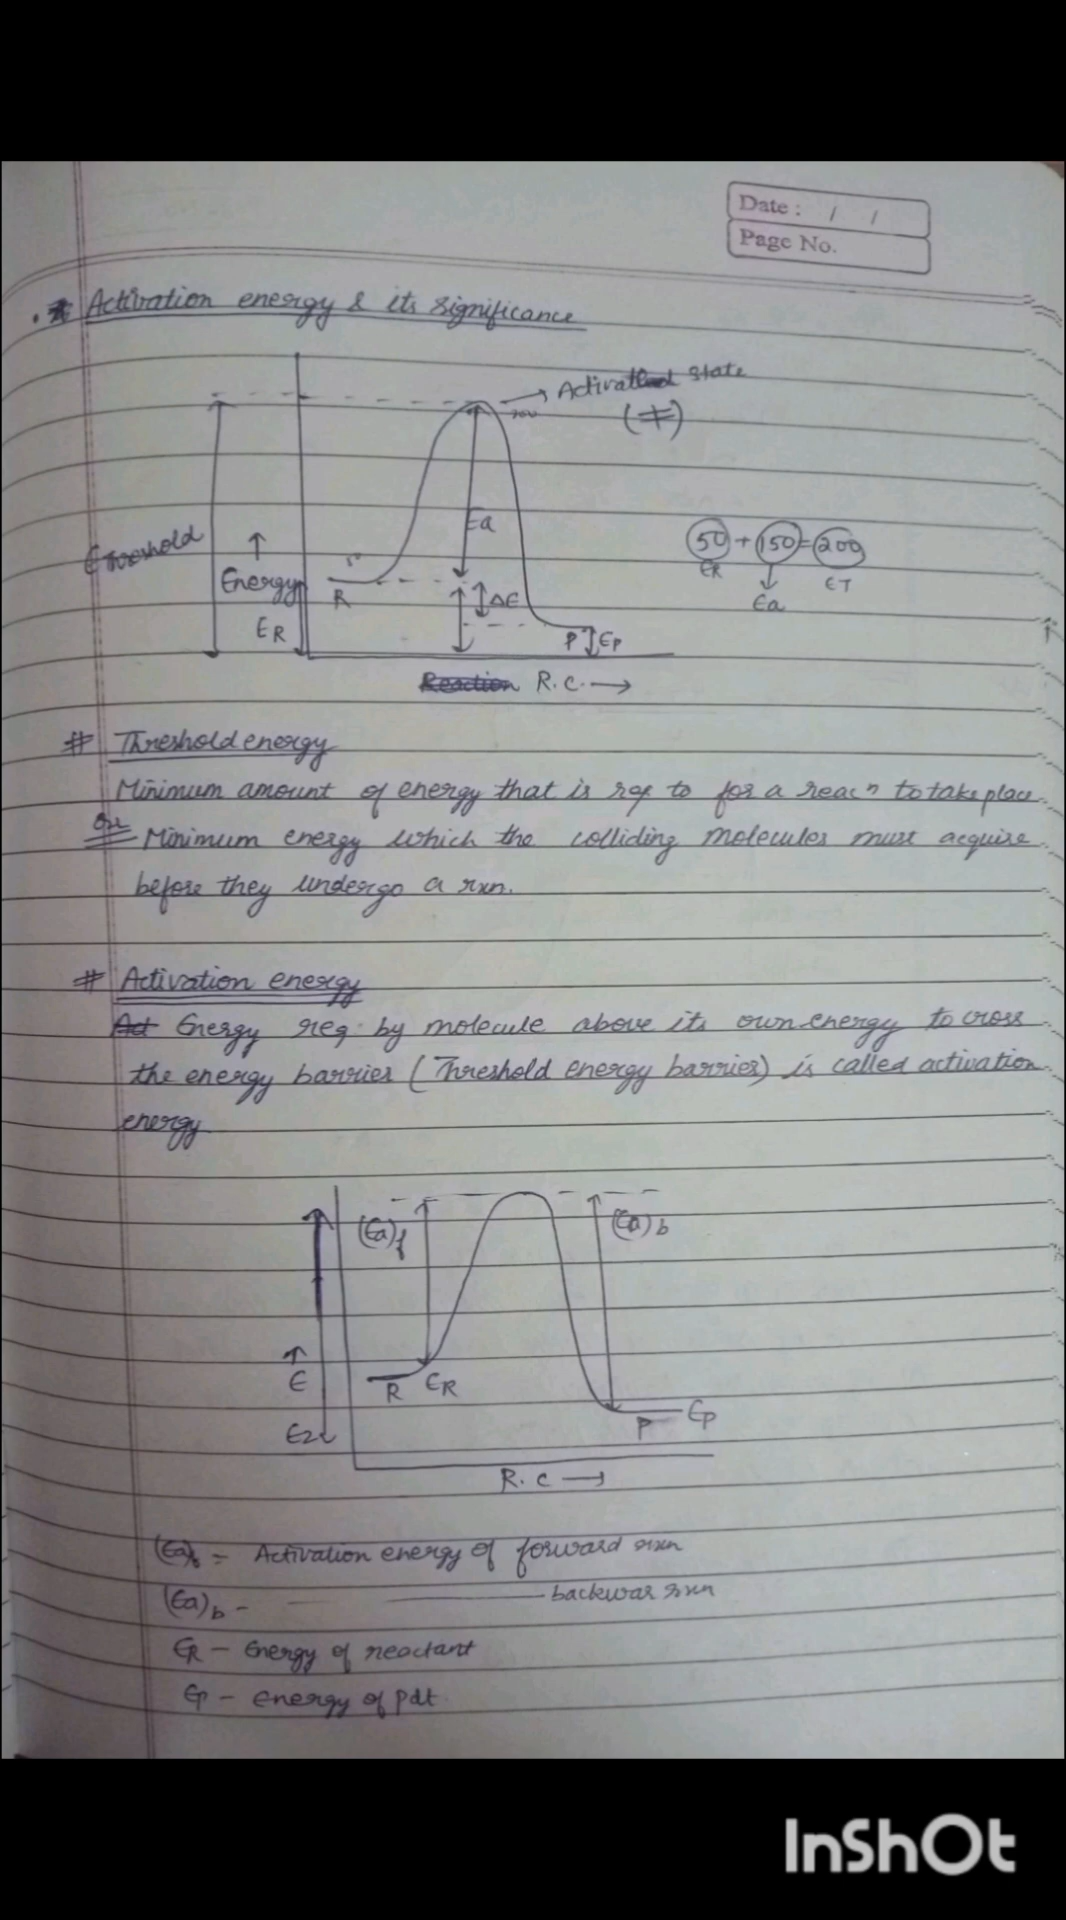 Date : / /
Page No.
Activation energy & its significance
→ Activated state
(≠)
Ethreshold
↑
Energy
ER
Ea
R
ΔE
P
Ep
50 + 150 = 200
ER
↓
Ea
ET
R.C. →
# Threshold energy
Minimum amount of energy that is req to for a reacn to take place
Or Minimum energy which the colliding molecules must acquire
before they undergo a rxn.
# Activation energy
Energy req. by molecule above its own energy to cross
the energy barrier (Threshold energy barrier) is called activation
energy
(Ea)f
(Ea)b
↑
E
R ER
P
Ep
R.C →
(Ea)f = Activation energy of forward rxn
(Ea)b - ——— backwar rxn
ER - Energy of reactant
Ep - Energy of pdt.
InShOt